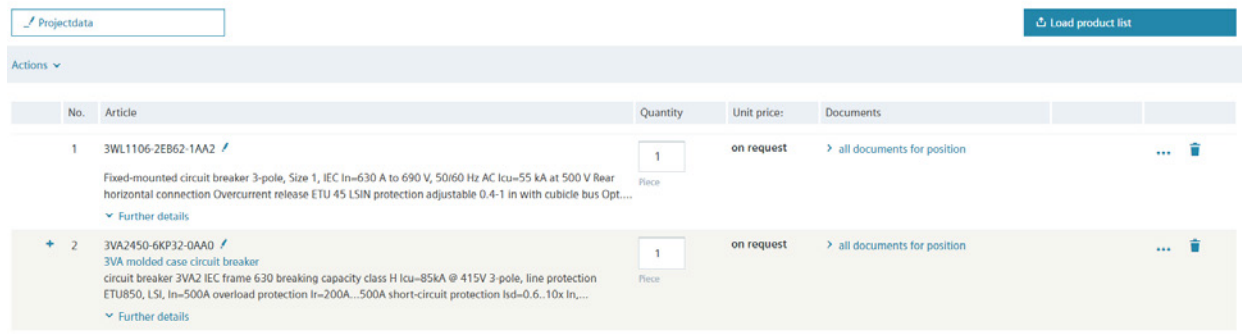 Projectdata
Load product list
Actions
No. Article Quantity Unit price: Documents
1 3WL1106-2EB62-1AA2 1 on request all documents for position ...
Fixed-mounted circuit breaker 3-pole, Size 1, IEC In=630 A to 690 V, 50/60 Hz AC Icu=55 kA at 500 V Rear Piece
horizontal connection Overcurrent release ETU 45 LSIN protection adjustable 0.4-1 in with cubicle bus Opt....
Further details
+ 2 3VA2450-6KP32-0AA0 1 on request all documents for position ...
3VA molded case circuit breaker
circuit breaker 3VA2 IEC frame 630 breaking capacity class H Icu=85kA @ 415V 3-pole, line protection Piece
ETU850, LSI, In=500A overload protection Ir=200A...500A short-circuit protection Isd=0.6..10x In,...
Further details